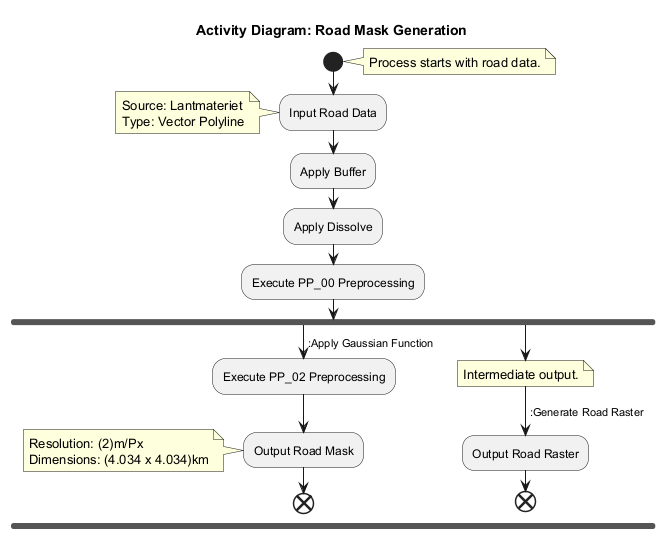 Activity Diagram: Road Mask Generation
Process starts with road data.
Source: Lantmateriet
Type: Vector Polyline
Input Road Data
Apply Buffer
Apply Dissolve
Execute PP_00 Preprocessing
:Apply Gaussian Function
Execute PP_02 Preprocessing
Intermediate output.
:Generate Road Raster
Resolution: (2)m/Px
Dimensions: (4.034 x 4.034)km
Output Road Mask
Output Road Raster